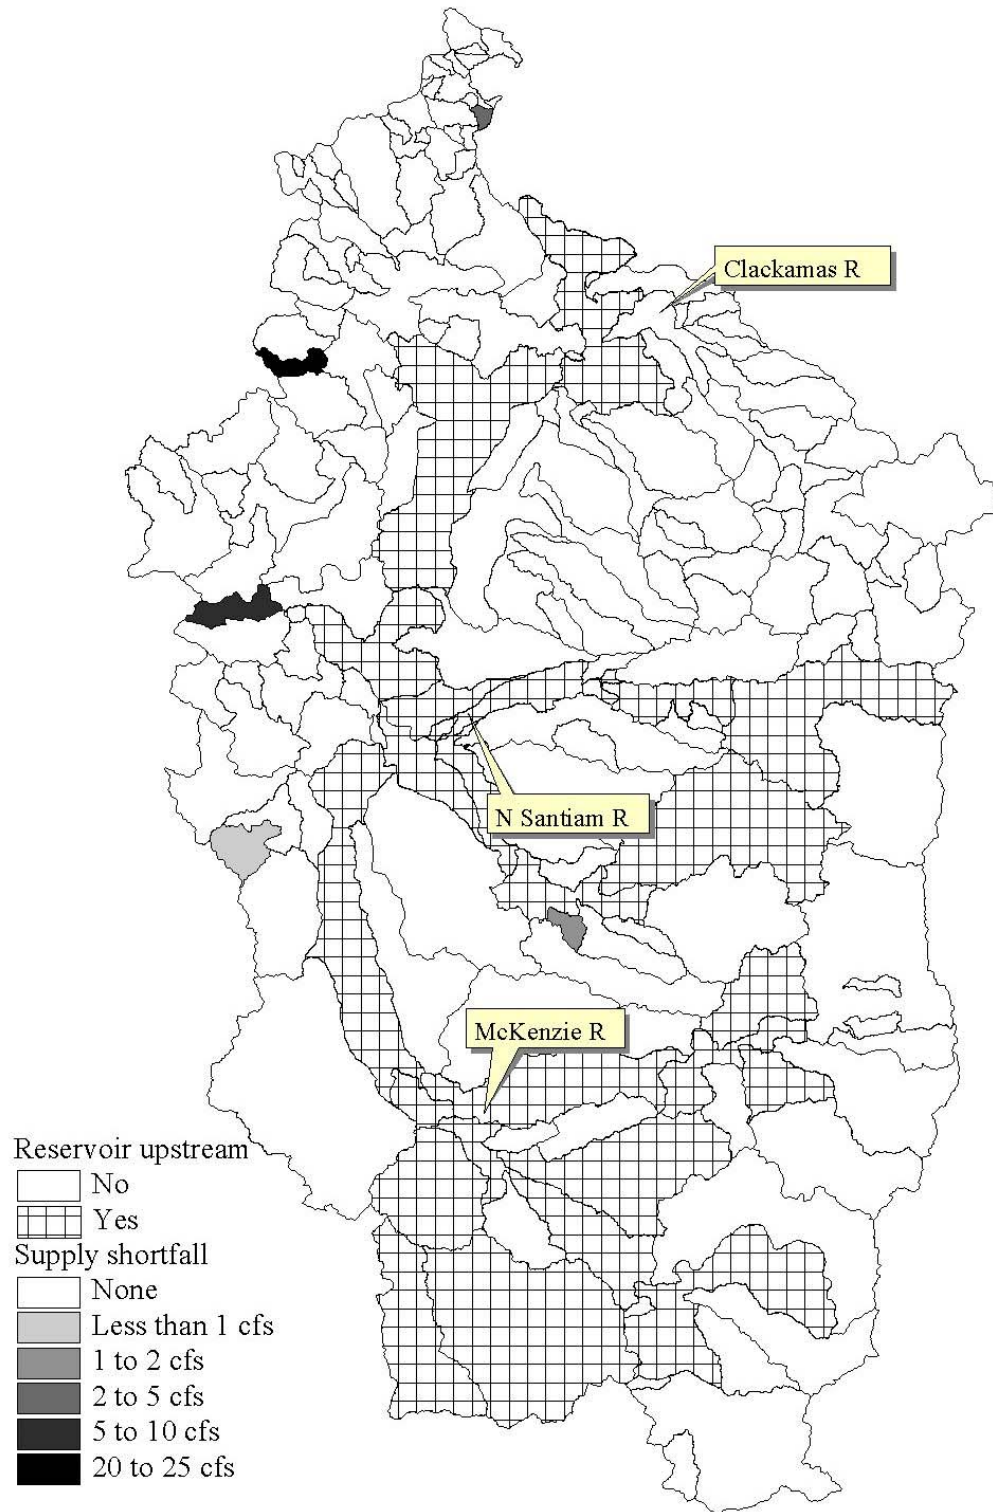 Clackamas R
N Santiam R
McKenzie R
Reservoir upstream
No
Yes
Supply shortfall
None
Less than 1 cfs
1 to 2 cfs
2 to 5 cfs
5 to 10 cfs
20 to 25 cfs